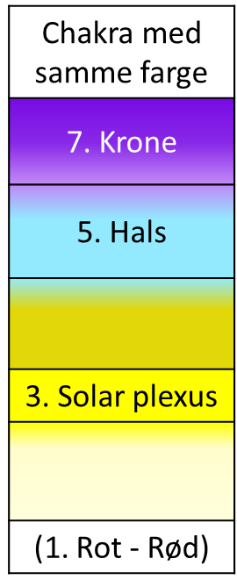 Chakra med
samme farge
7. Krone
5. Hals
3. Solar plexus
(1. Rot - Rød)